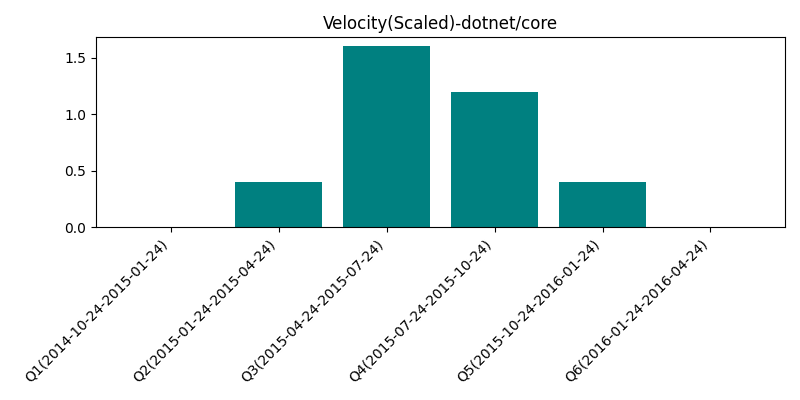 Velocity(Scaled)-dotnet/core
1.5
1.0
0.5
0.0
Q1(2014-10-24-2015-01-24)
Q2(2015-01-24-2015-04-24)
Q3(2015-04-24-2015-07-24)
Q4(2015-07-24-2015-10-24)
Q5(2015-10-24-2016-01-24)
Q6(2016-01-24-2016-04-24)